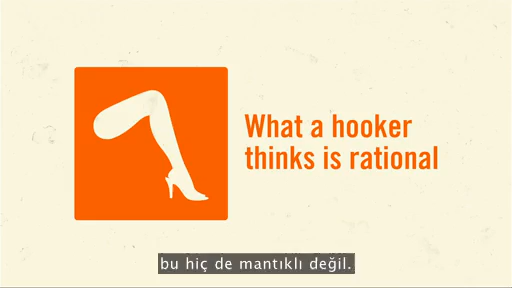 What a hooker
thinks is rational
bu hiç de mantıklı değil.